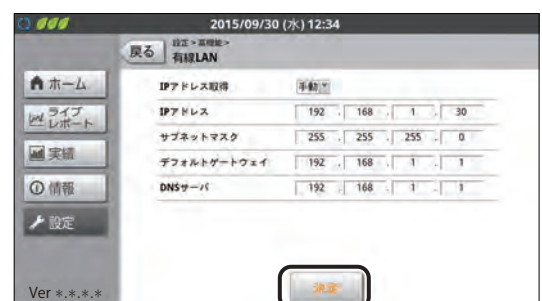 2015/09/30 (水) 12:34
戻る
設定 > 高機能 >
有線LAN
ホーム
ライブ
レポート
実績
情報
設定
Ver *.*.*.*
IPアドレス取得 手動
IPアドレス 192 . 168 . 1 . 30
サブネットマスク 255 . 255 . 255 . 0
デフォルトゲートウェイ 192 . 168 . 1 . 1
DNSサーバ 192 . 168 . 1 . 1
決定